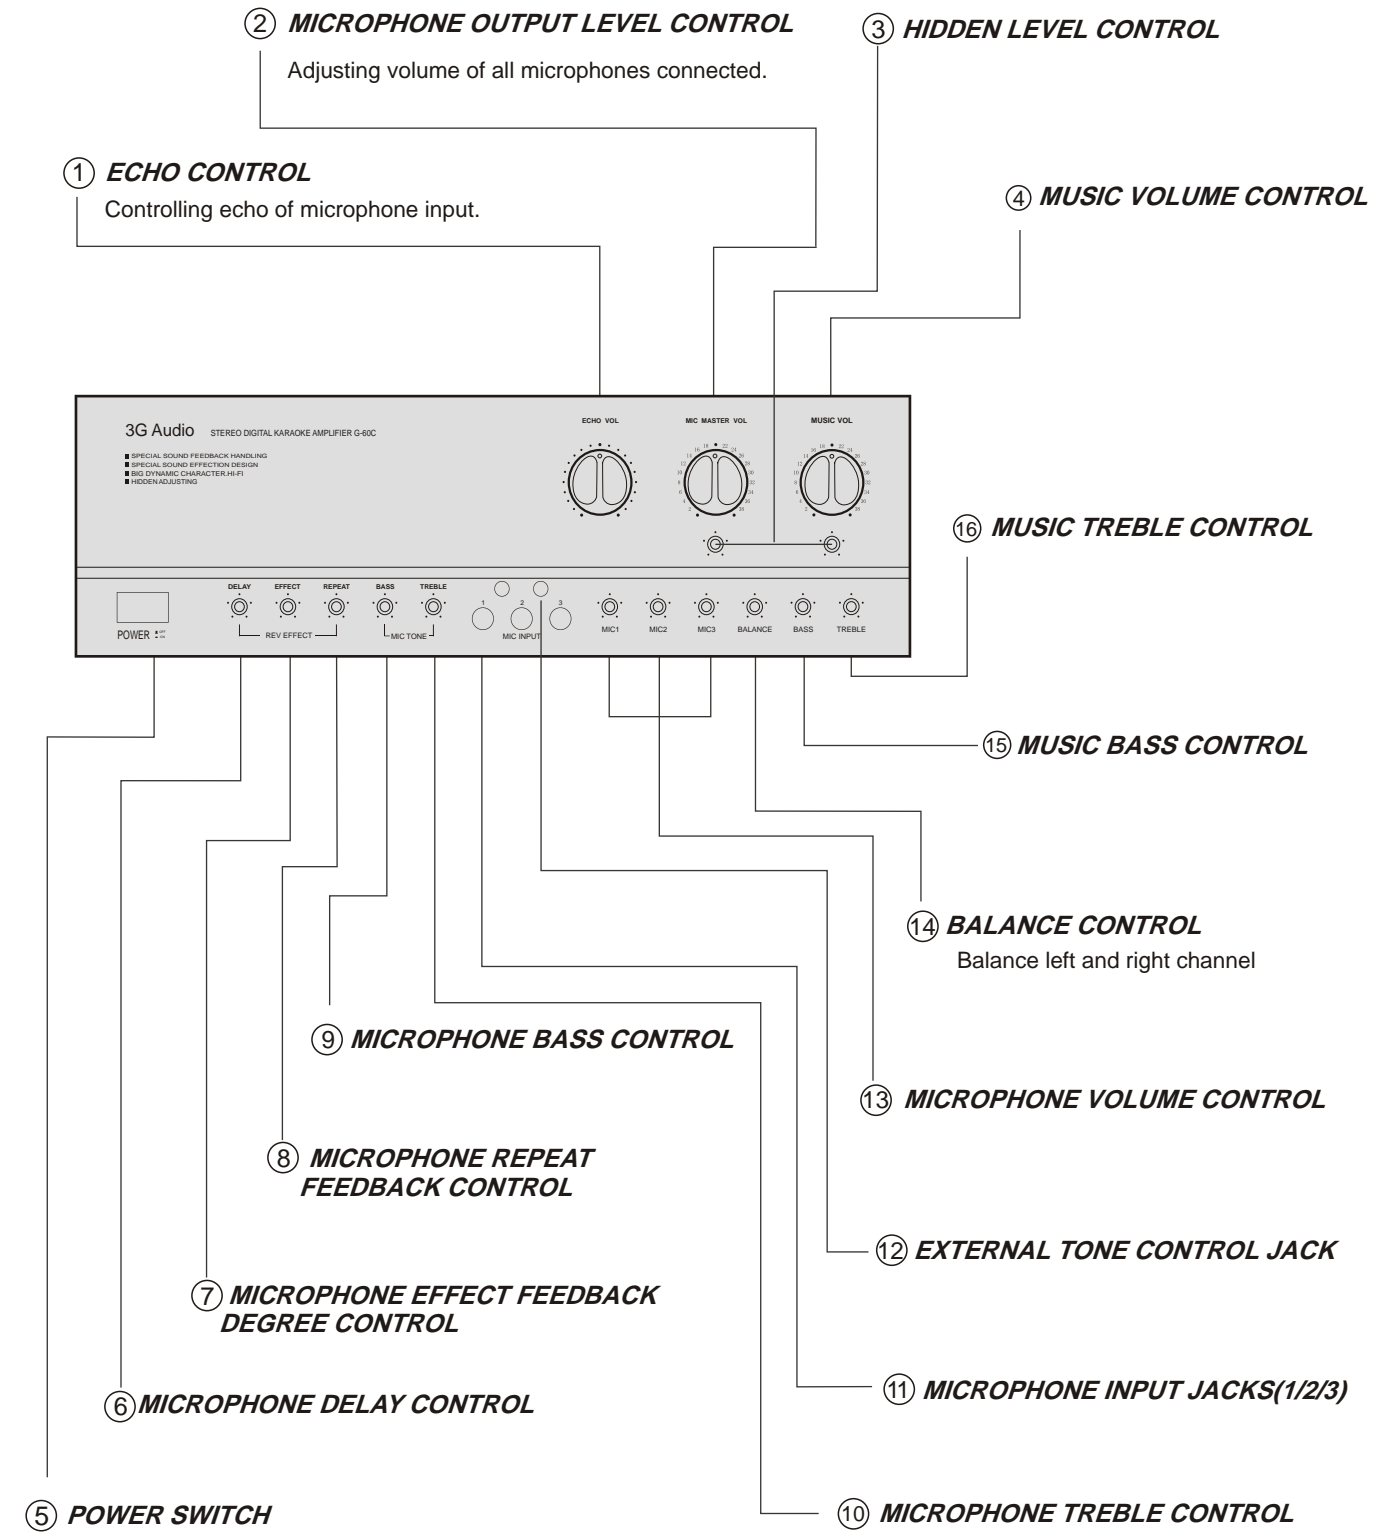 2 MICROPHONE OUTPUT LEVEL CONTROL
Adjusting volume of all microphones connected.
3 HIDDEN LEVEL CONTROL
1 ECHO CONTROL
Controlling echo of microphone input.
4 MUSIC VOLUME CONTROL
3G Audio STEREO DIGITAL KARAOKE AMPLIFIER G-60C
SPECIAL SOUND FEEDBACK HANDLING
SPECIAL SOUND EFFECTION DESIGN
BIG DYNAMIC CHARACTER.HI-FI
HIDDEN ADJUSTING
ECHO VOL
MIC MASTER VOL
MUSIC VOL
16 MUSIC TREBLE CONTROL
DELAY EFFECT REPEAT BASS TREBLE
1 2 3
POWER OFF
ON
REV EFFECT
MIC TONE
MIC INPUT
MIC1 MIC2 MIC3 BALANCE BASS TREBLE
15 MUSIC BASS CONTROL
14 BALANCE CONTROL
Balance left and right channel
9 MICROPHONE BASS CONTROL
13 MICROPHONE VOLUME CONTROL
8 MICROPHONE REPEAT
FEEDBACK CONTROL
12 EXTERNAL TONE CONTROL JACK
7 MICROPHONE EFFECT FEEDBACK
DEGREE CONTROL
11 MICROPHONE INPUT JACKS(1/2/3)
6 MICROPHONE DELAY CONTROL
5 POWER SWITCH
10 MICROPHONE TREBLE CONTROL